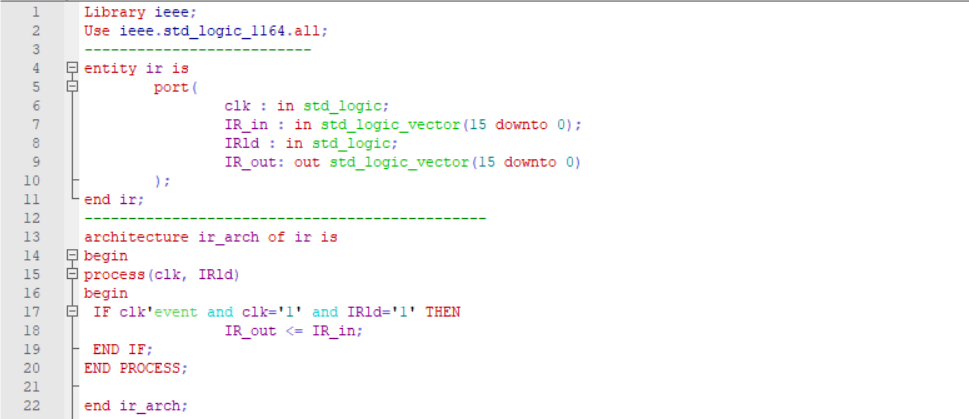 1 Library ieee;
2 Use ieee.std_logic_1164.all;
3 --------------------------
4 entity ir is
5 port(
6 clk : in std_logic;
7 IR_in : in std_logic_vector(15 downto 0);
8 IRld : in std_logic;
9 IR_out: out std_logic_vector(15 downto 0)
10 );
11 end ir;
12 ----------------------------------------------
13 architecture ir_arch of ir is
14 begin
15 process(clk, IRld)
16 begin
17 IF clk'event and clk='1' and IRld='1' THEN
18 IR_out <= IR_in;
19 END IF;
20 END PROCESS;
21
22 end ir_arch;